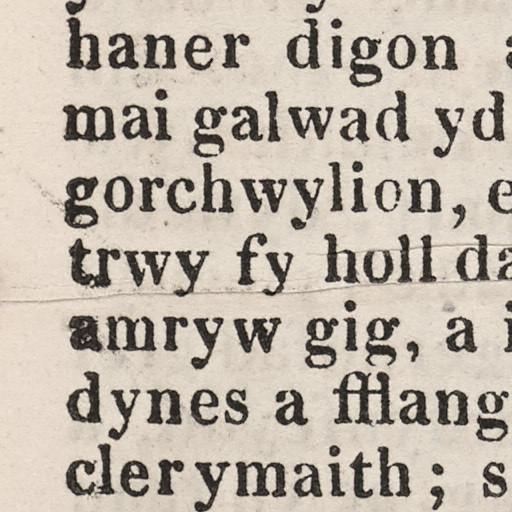 haner digon
mai galwad yd
gorchwylion, e
trwy fy holl da
amryw gig, a i
dynes a fflang
clerymaith; s